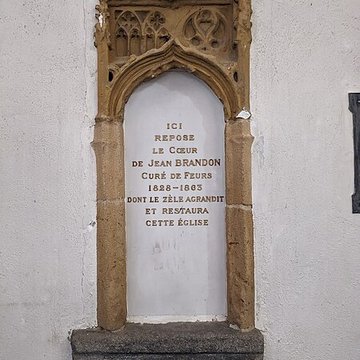 ICI
REPOSE
LE CŒUR
DE JEAN BRANDON
CURÉ DE FEURS
1828-1863
DONT LE ZÈLE AGRANDIT
ET RESTAURA
CETTE ÉGLISE